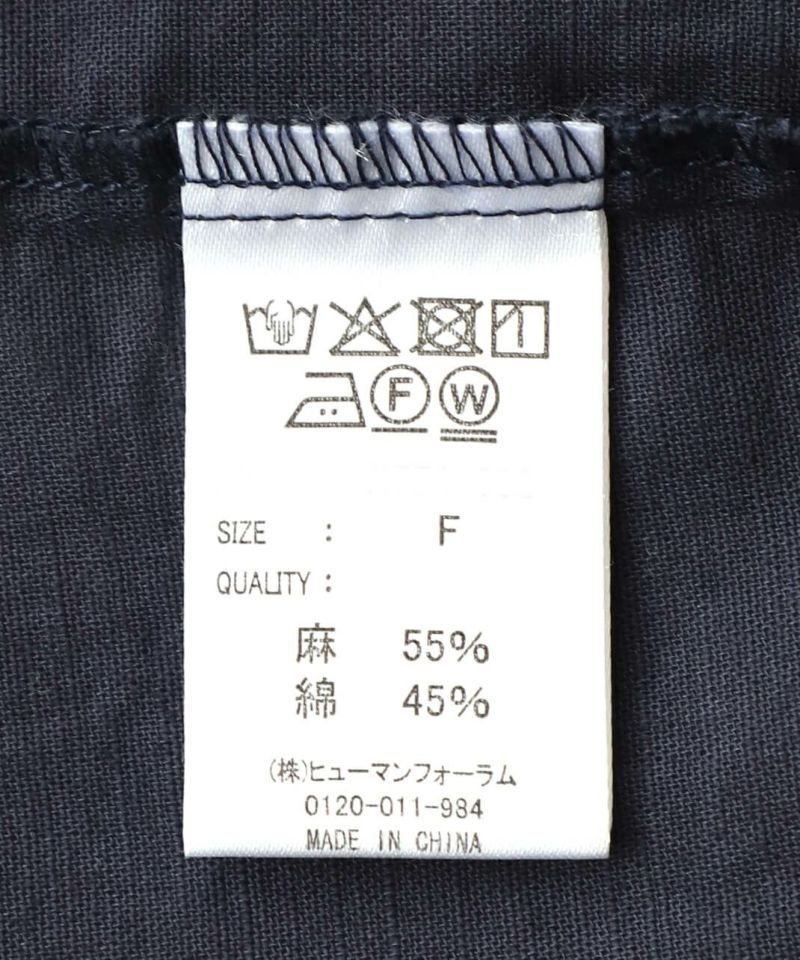 F W
SIZE : F
QUALITY :
麻 55%
綿 45%
(株)ヒューマンフォーラム
0120-011-984
MADE IN CHINA